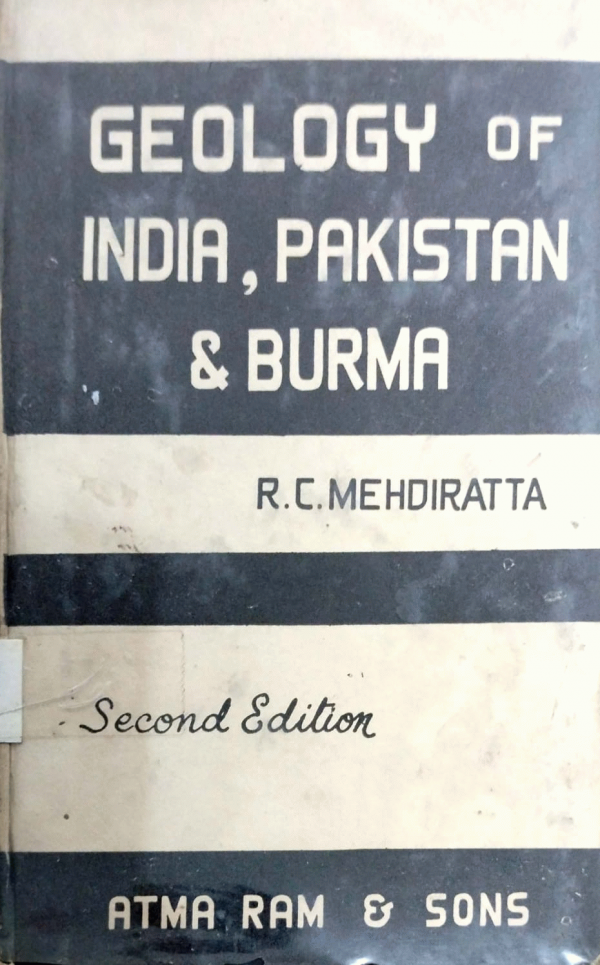 GEOLOGY OF
INDIA, PAKISTAN
& BURMA
R.C.MEHDIRATTA
Second Edition
ATMA RAM & SONS